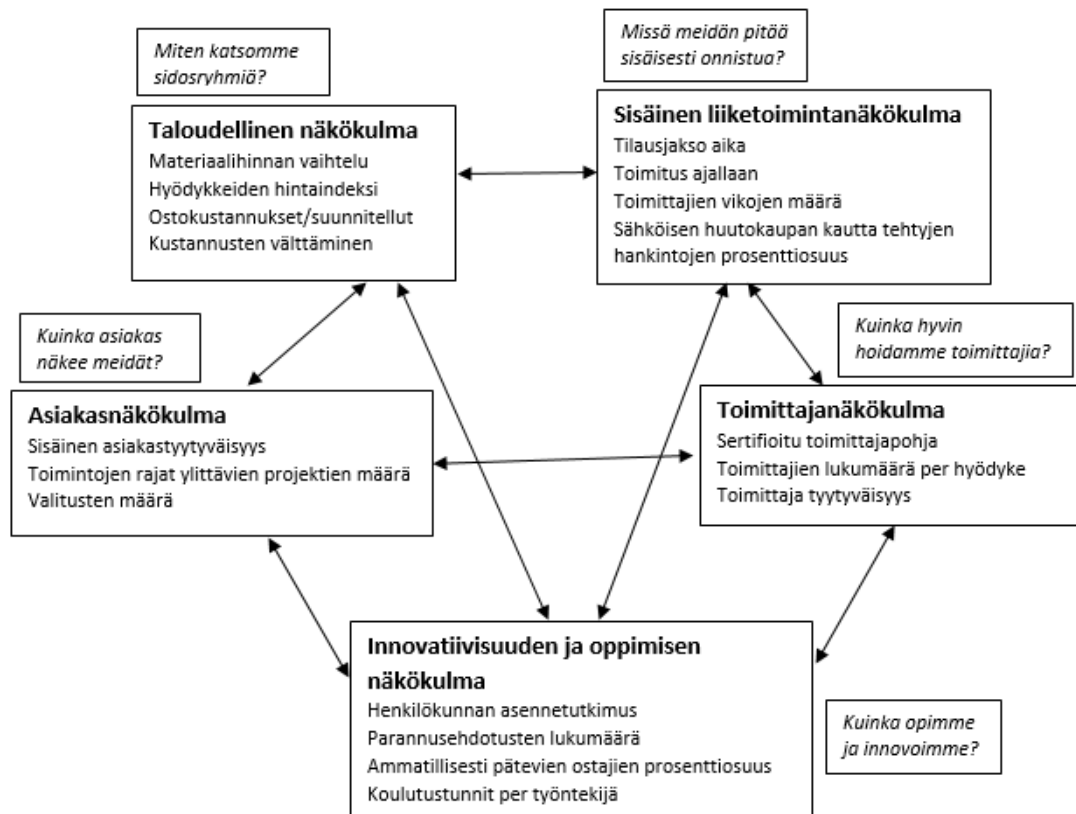 Miten katsomme
sidosryhmiä?
Taloudellinen näkökulma
Materiaalihinnan vaihtelu
Hyödykkeiden hintaindeksi
Ostokustannukset/suunnitellut
Kustannusten välttäminen
Missä meidän pitää
sisäisesti onnistua?
Sisäinen liiketoimintanäkökulma
Tilausjakso aika
Toimitus ajallaan
Toimittajien vikojen määrä
Sähköisen huutokaupan kautta tehtyjen
hankintojen prosenttiosuus
Kuinka asiakas
näkee meidät?
Asiakasnäkökulma
Sisäinen asiakastyytyväisyys
Toimintojen rajat ylittävien projektien määrä
Valitusten määrä
Kuinka hyvin
hoidamme toimittajia?
Toimittajanäkökulma
Sertifioitu toimittajapohja
Toimittajien lukumäärä per hyödyke
Toimittaja tyytyväisyys
Innovatiivisuuden ja oppimisen
näkökulma
Henkilökunnan asennetutkimus
Parannusehdotusten lukumäärä
Ammatillisesti pätevien ostajien prosenttiosuus
Koulutustunnit per työntekijä
Kuinka opimme
ja innovoimme?